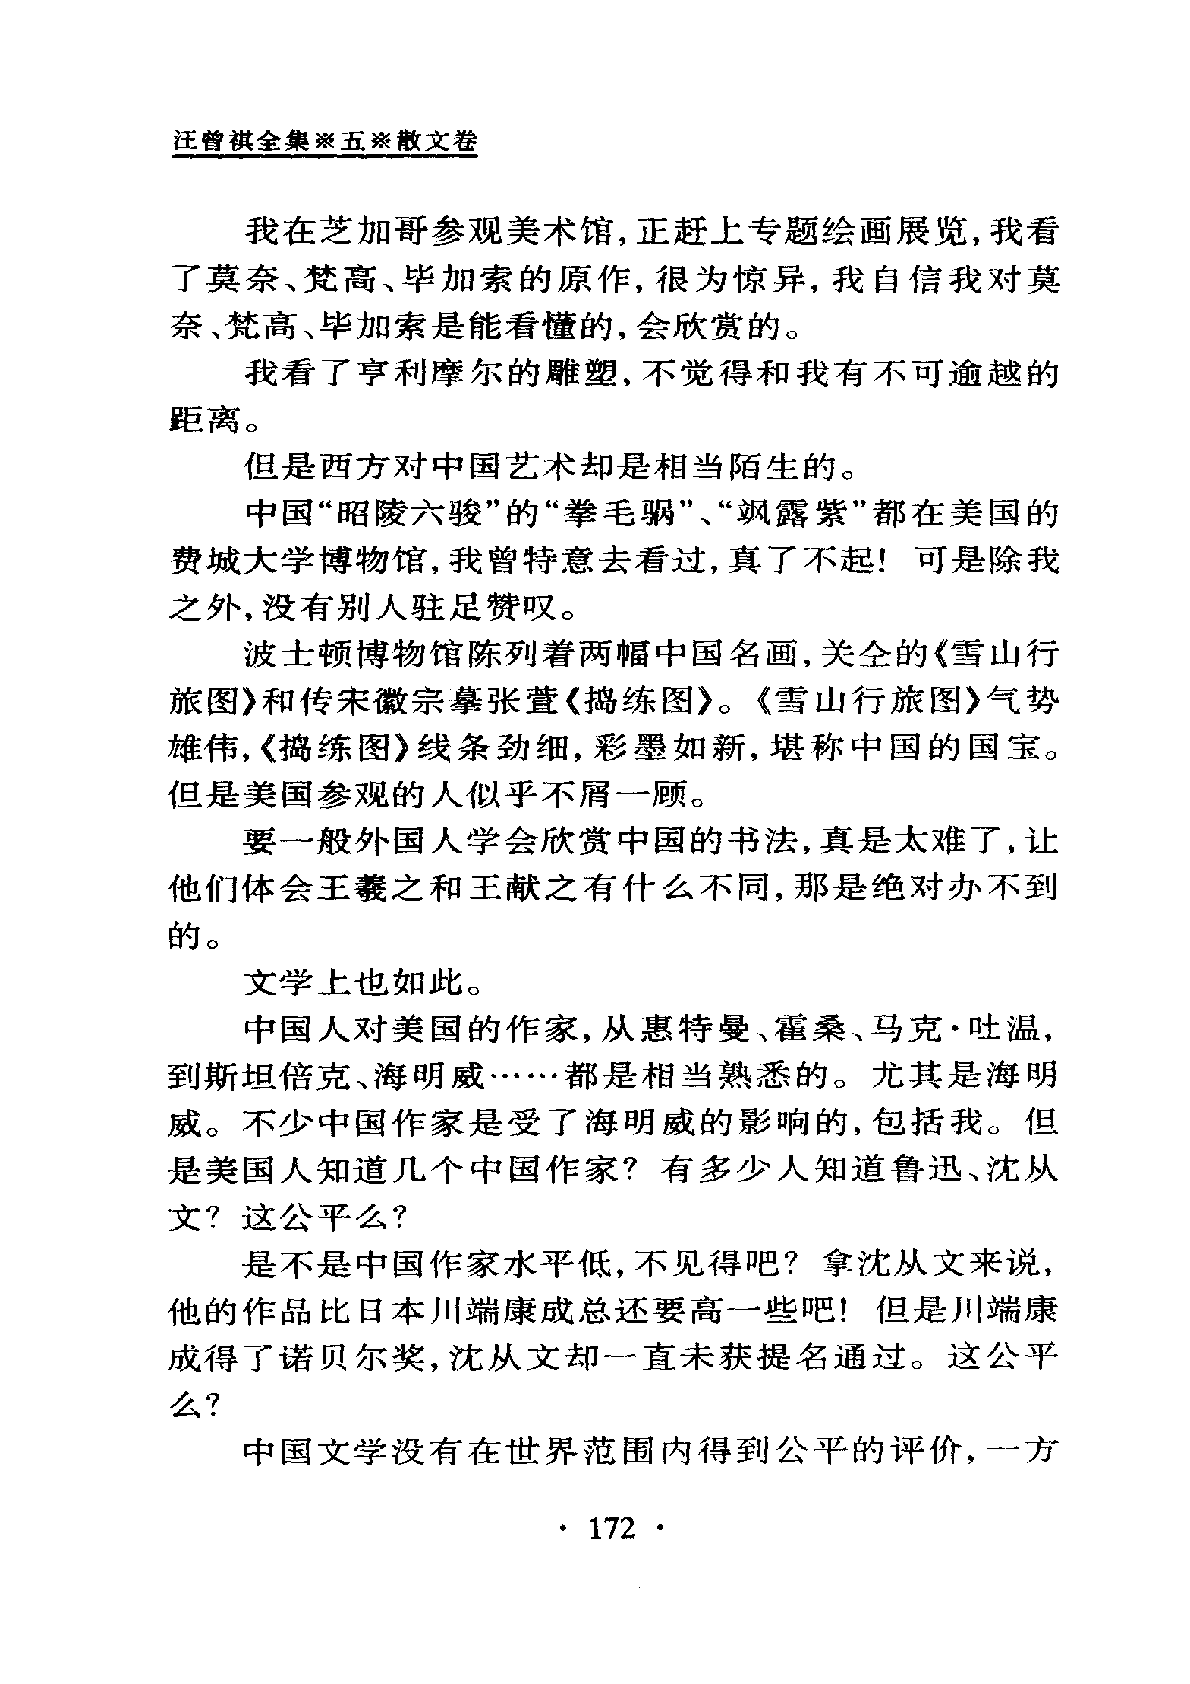 汪曾祺全集※五※散文卷
我在芝加哥参观美术馆，正赶上专题绘画展览，我看
了莫奈、梵高、毕加索的原作，很为惊异，我自信我对莫
奈、梵高、毕加索是能看懂的，会欣赏的。
我看了亨利摩尔的雕塑，不觉得和我有不可逾越的
距离。
但是西方对中国艺术却是相当陌生的。
中国“昭陵六骏”的“拳毛䯄”、“飒露紫”都在美国的
费城大学博物馆，我曾特意去看过，真了不起！可是除我
之外，没有别人驻足赞叹。
波士顿博物馆陈列着两幅中国名画，关仝的《雪山行
旅图》和传宋徽宗摹张萱《捣练图》。《雪山行旅图》气势
雄伟，《捣练图》线条劲细，彩墨如新，堪称中国的国宝。
但是美国参观的人似乎不屑一顾。
要一般外国人学会欣赏中国的书法，真是太难了，让
他们体会王羲之和王献之有什么不同，那是绝对办不到
的。
文学上也如此。
中国人对美国的作家，从惠特曼、霍桑、马克·吐温，
到斯坦倍克、海明威……都是相当熟悉的。尤其是海明
威。不少中国作家是受了海明威的影响的，包括我。但
是美国人知道几个中国作家？有多少人知道鲁迅、沈从
文？这公平么？
是不是中国作家水平低，不见得吧？拿沈从文来说，
他的作品比日本川端康成总还要高一些吧！但是川端康
成得了诺贝尔奖，沈从文却一直未获提名通过。这公平
么？
中国文学没有在世界范围内得到公平的评价，一方
· 172 ·